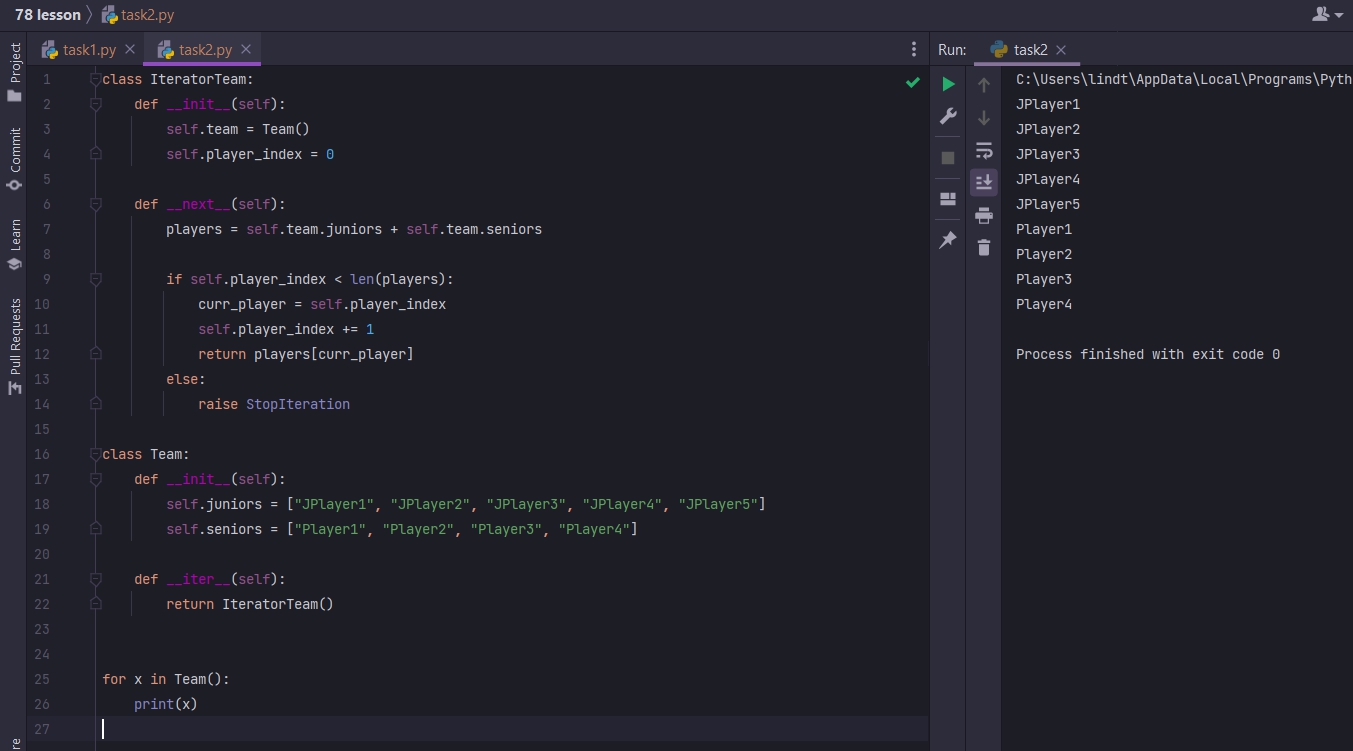 78 lesson task2.py
task1.py task2.py Run: task2
Project
Commit
Learn
Pull Requests
re
1 class IteratorTeam:
2     def __init__(self):
3         self.team = Team()
4         self.player_index = 0
5
6     def __next__(self):
7         players = self.team.juniors + self.team.seniors
8
9         if self.player_index < len(players):
10             curr_player = self.player_index
11             self.player_index += 1
12             return players[curr_player]
13         else:
14             raise StopIteration
15
16 class Team:
17     def __init__(self):
18         self.juniors = ["JPlayer1", "JPlayer2", "JPlayer3", "JPlayer4", "JPlayer5"]
19         self.seniors = ["Player1", "Player2", "Player3", "Player4"]
20
21     def __iter__(self):
22         return IteratorTeam()
23
24
25 for x in Team():
26     print(x)
27
C:\Users\lindt\AppData\Local\Programs\Pyth
JPlayer1
JPlayer2
JPlayer3
JPlayer4
JPlayer5
Player1
Player2
Player3
Player4
Process finished with exit code 0